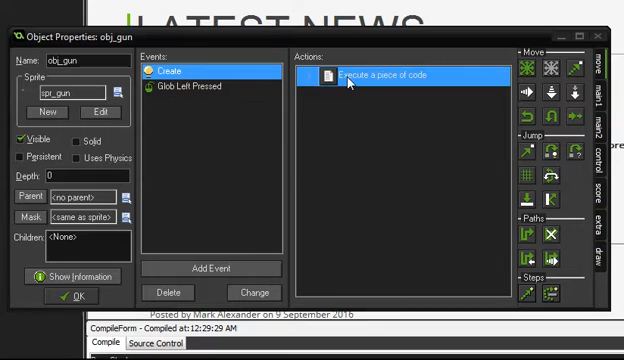 LATEST NEWS
Object Properties: obj_gun
Name: obj_gun
Sprite
spr_gun
New Edit
Visible Solid
Persistent Uses Physics
Depth: 0
Parent <no parent>
Mask <same as sprite>
Children: <None>
Show Information
OK
Events:
Create
Glob Left Pressed
Add Event
Delete Change
Actions:
Execute a piece of code
Move
Jump
Paths
Steps
move
main1
main2
control
score
extra
draw
Posted by Mark Alexander on 9 September 2016
CompileForm - Compiled at: 12:29:29 AM
Compile Source Control